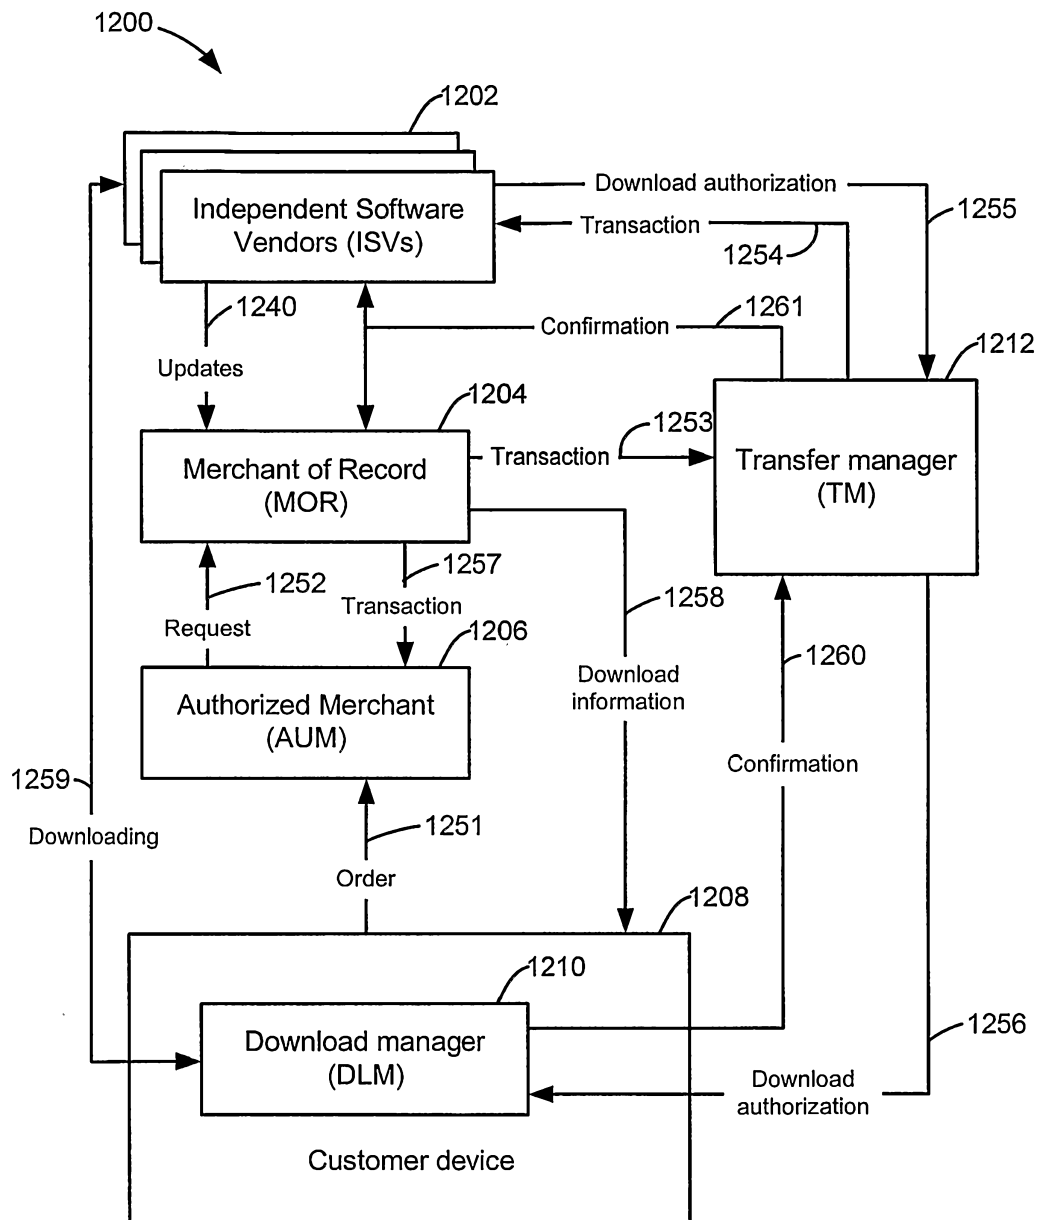 1200
1202
Independent Software
Vendors (ISVs)
Download authorization
1255
Transaction
1254
1240
1261
Confirmation
1212
Updates
1204
1253
Merchant of Record
(MOR)
Transaction
Transfer manager
(TM)
1257
1252
1258
Transaction
Request
1206
1260
Download
information
Authorized Merchant
(AUM)
Confirmation
1259
1251
Downloading
Order
1208
1210
1256
Download manager
(DLM)
Download
authorization
Customer device